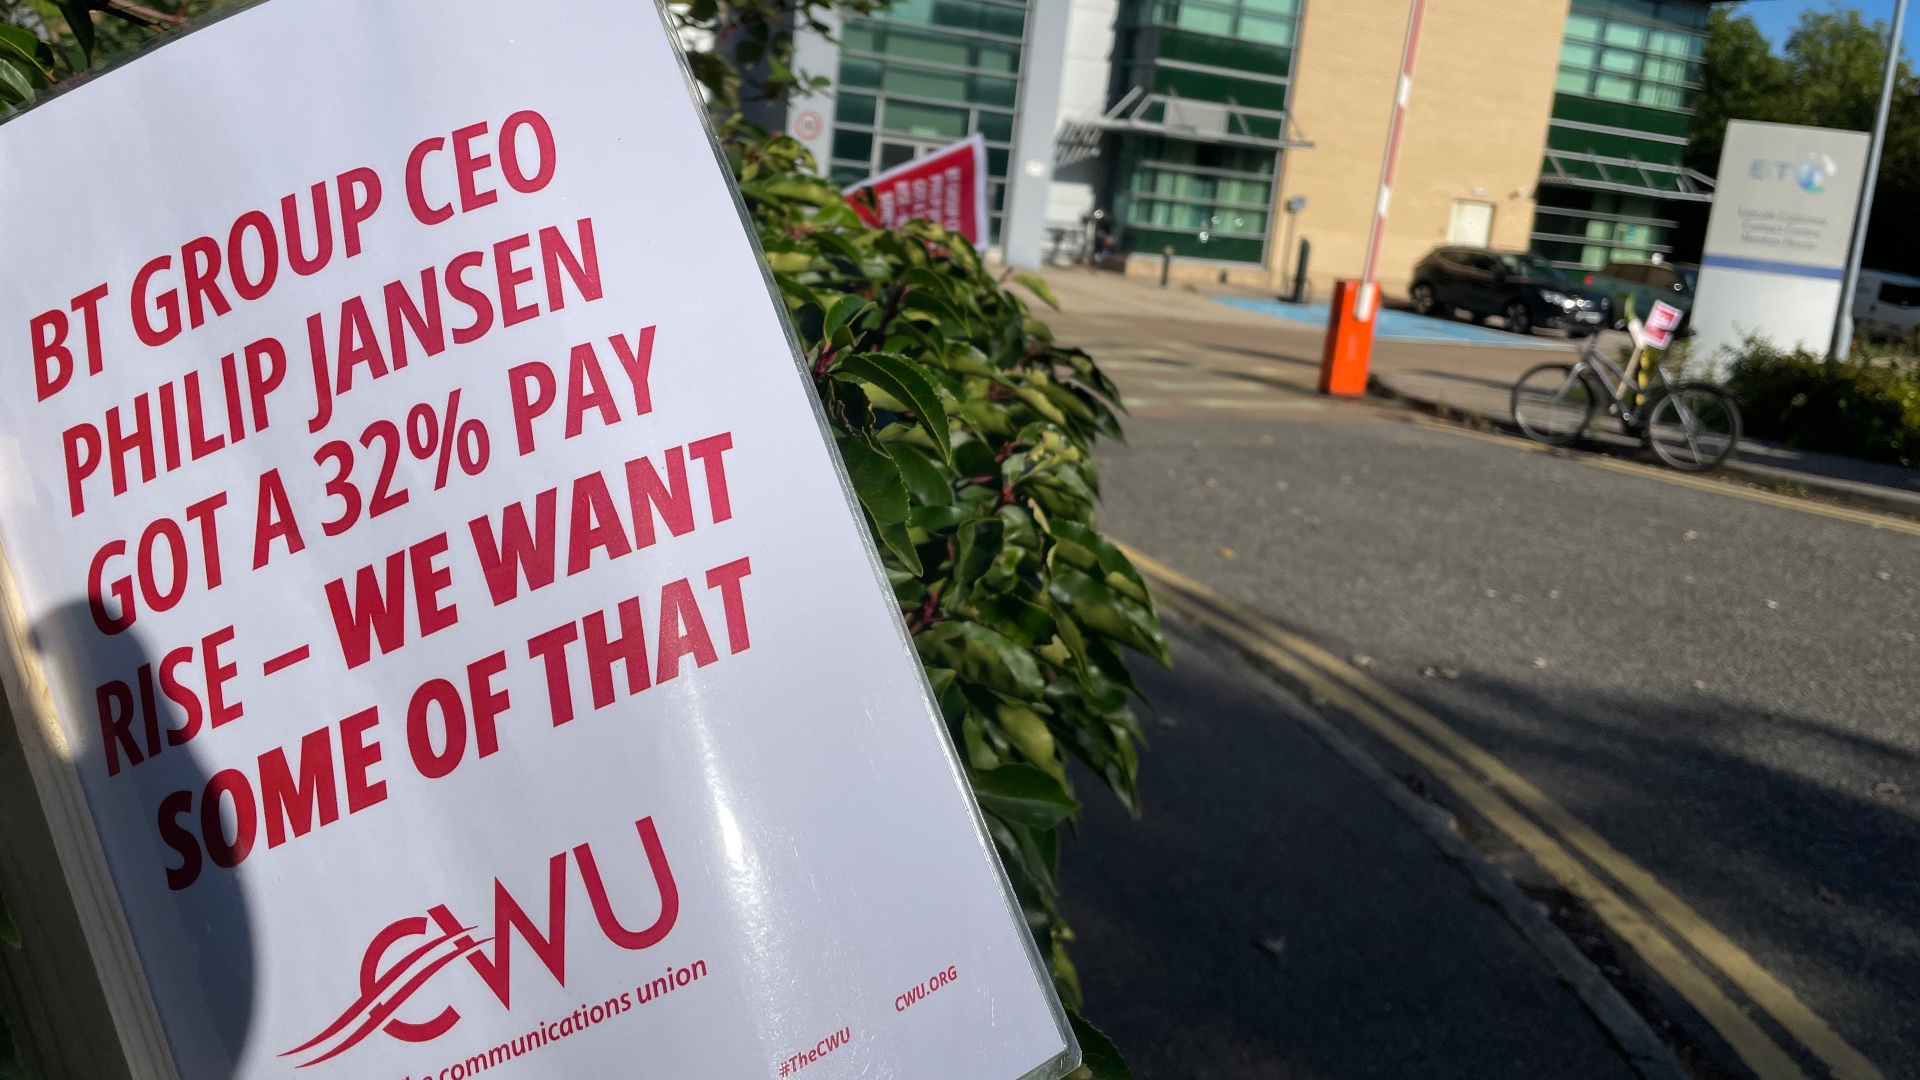 BT GROUP CEO
PHILIP JANSEN
GOT A 32% PAY
RISE – WE WANT
SOME OF THAT
CWU
the communications union
#TheCWU
CWU.ORG
BT